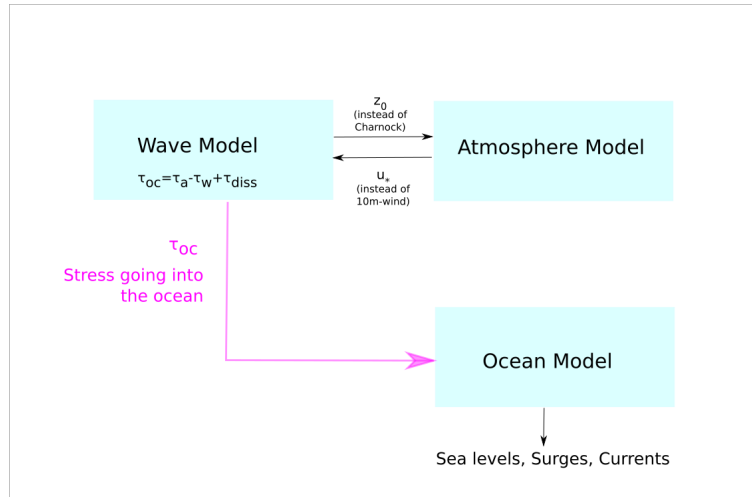 Wave Model
τoc=τa-τw+τdiss
z0
(instead of
Charnock)
u*
(instead of
10m-wind)
Atmosphere Model
τoc
Stress going into
the ocean
Ocean Model
Sea levels, Surges, Currents